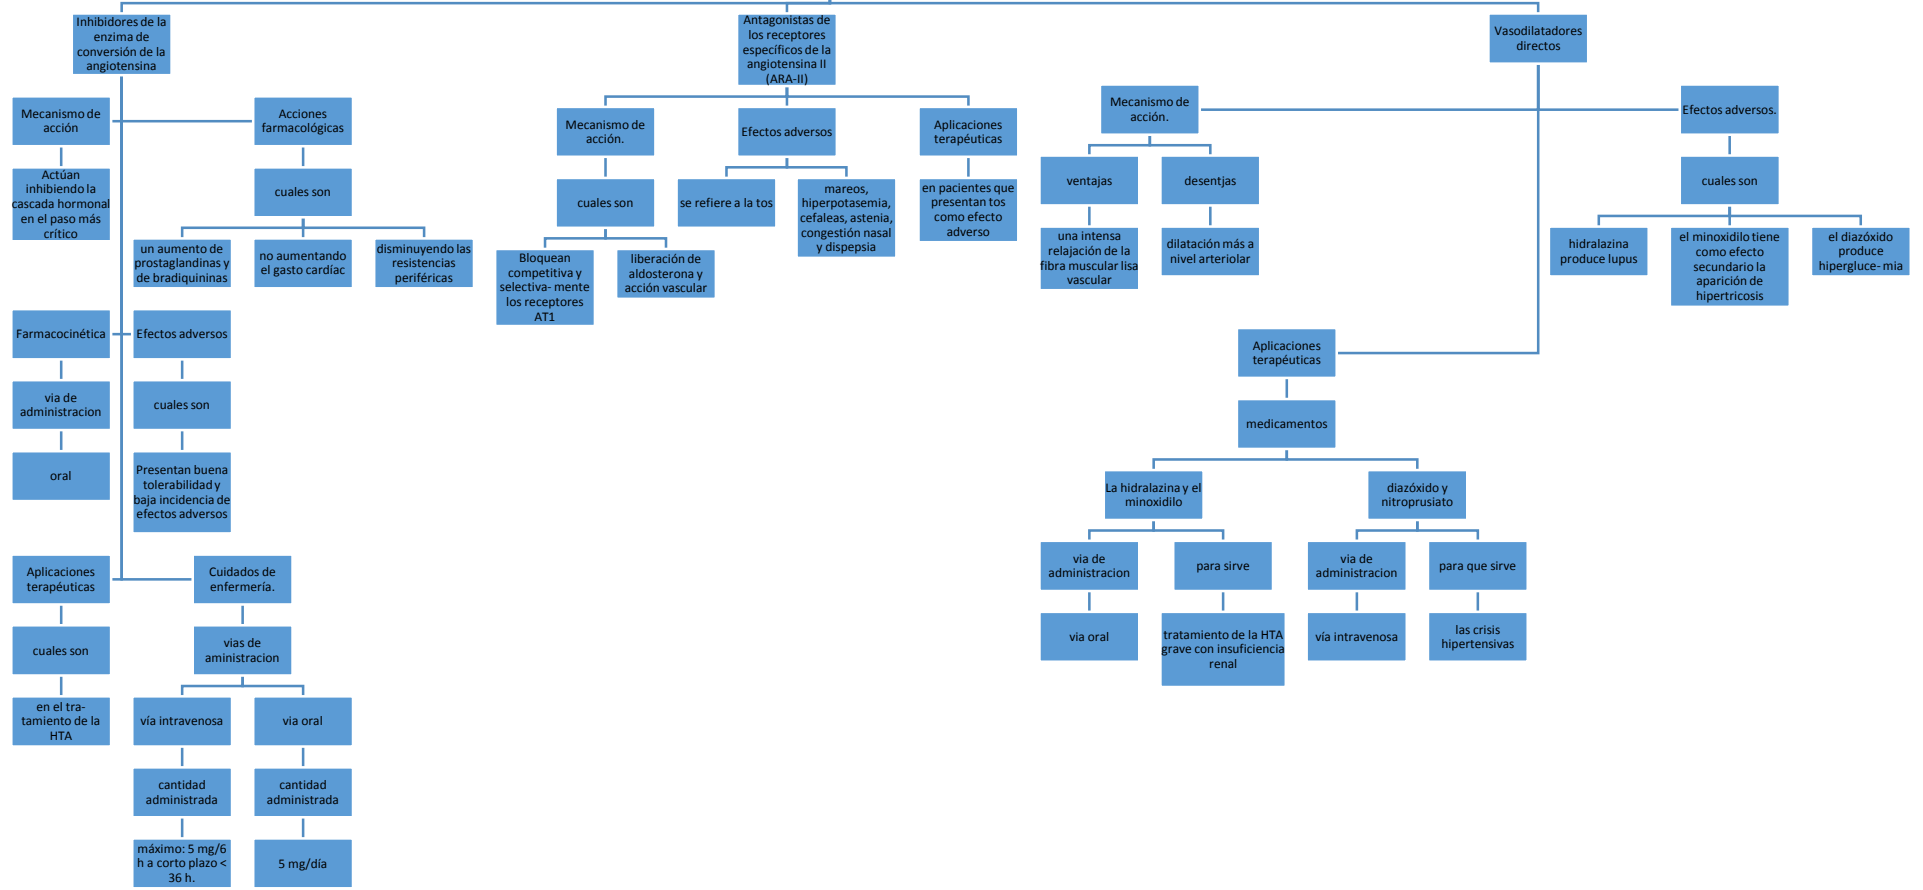 Inhibidores de la
enzima de
conversión de la
angiotensina
Mecanismo de
acción
Actúan
inhibiendo la
cascada hormonal
en el paso más
crítico
Acciones
farmacológicas
cuales son
un aumento de
prostaglandinas y
de bradiquininas
no aumentando
el gasto cardíac
disminuyendo las
resistencias
periféricas
Farmacocinética
via de
administracion
oral
Efectos adversos
cuales son
Presentan buena
tolerabilidad y
baja incidencia de
efectos adversos
Aplicaciones
terapéuticas
cuales son
en el tra-
tamiento de la
HTA
Cuidados de
enfermería.
vias de
aministracion
vía intravenosa
cantidad
administrada
máximo: 5 mg/6
h a corto plazo <
36 h.
via oral
cantidad
administrada
5 mg/día
Antagonistas de
los receptores
específicos de la
angiotensina II
(ARA-II)
Mecanismo de
acción.
cuales son
Bloquean
competitiva y
selectiva- mente
los receptores
AT1
liberación de
aldosterona y
acción vascular
Efectos adversos
se refiere a la tos
mareos,
hiperpotasemia,
cefaleas, astenia,
congestión nasal
y dispepsia
Aplicaciones
terapéuticas
en pacientes que
presentan tos
como efecto
adverso
Vasodilatadores
directos
Mecanismo de
acción.
ventajas
una intensa
relajación de la
fibra muscular lisa
vascular
desentjas
dilatación más a
nivel arteriolar
Efectos adversos.
cuales son
hidralazina
produce lupus
el minoxidilo tiene
como efecto
secundario la
aparición de
hipertricosis
el diazóxido
produce
hipergluce- mia
Aplicaciones
terapéuticas
medicamentos
La hidralazina y el
minoxidilo
via de
administracion
via oral
para sirve
tratamiento de la HTA
grave con insuficiencia
renal
diazóxido y
nitroprusiato
via de
administracion
vía intravenosa
para que sirve
las crisis
hipertensivas